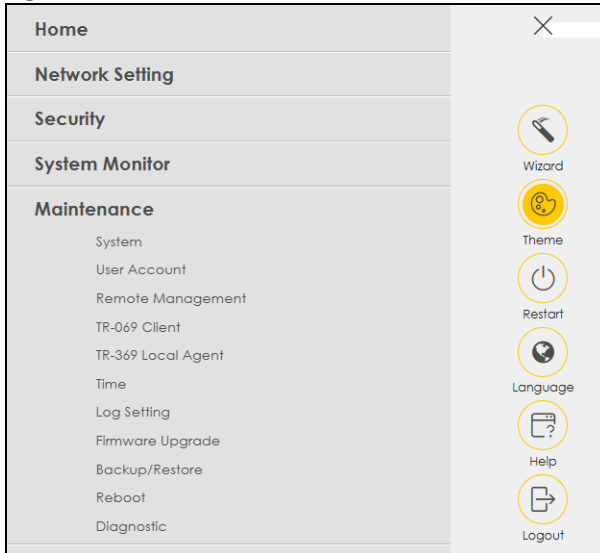 Home
Network Setting
Security
System Monitor
Maintenance
System
User Account
Remote Management
TR-069 Client
TR-369 Local Agent
Time
Log Setting
Firmware Upgrade
Backup/Restore
Reboot
Diagnostic
Wizard
Theme
Restart
Language
Help
Logout